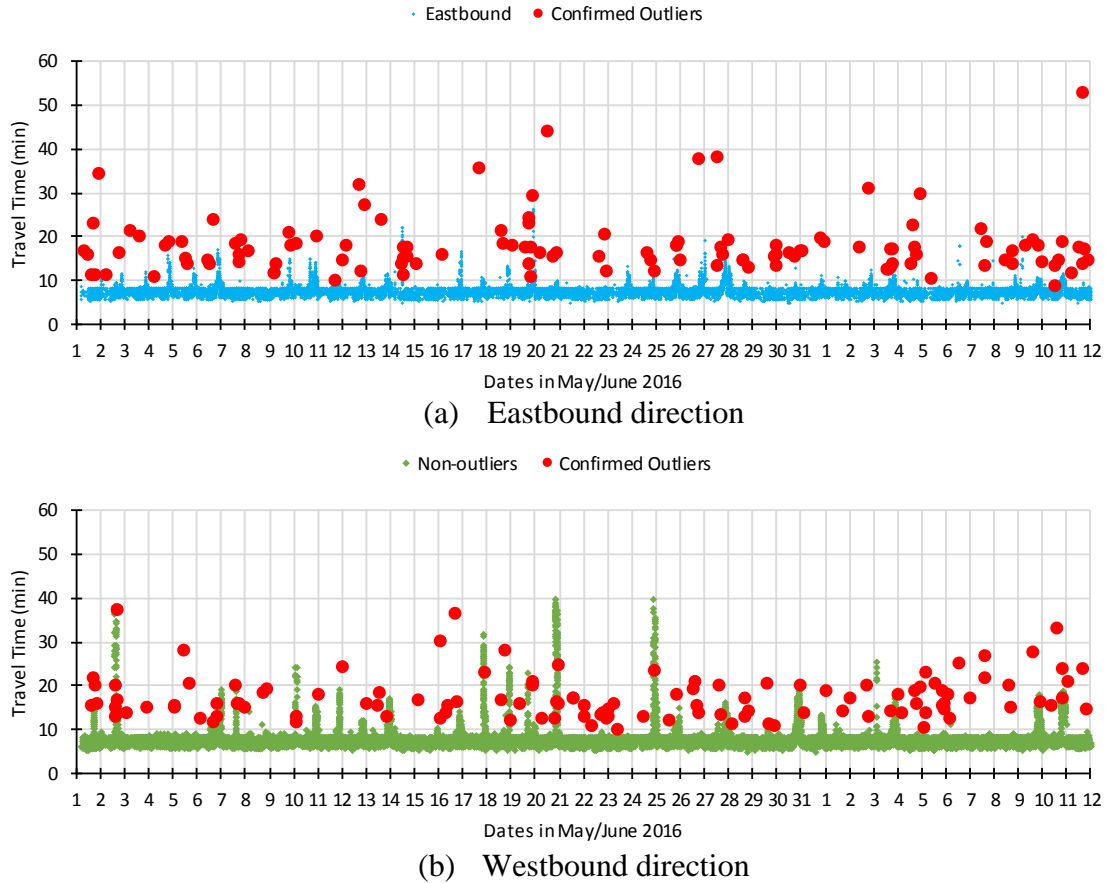 Eastbound Confirmed Outliers
60
50
40
30
20
10
0
Travel Time (min)
1 2 3 4 5 6 7 8 9 10 11 12 13 14 15 16 17 18 19 20 21 22 23 24 25 26 27 28 29 30 31 1 2 3 4 5 6 7 8 9 10 11 12
Dates in May/June 2016
(a) Eastbound direction
Non-outliers Confirmed Outliers
60
50
40
30
20
10
0
Travel Time (min)
1 2 3 4 5 6 7 8 9 10 11 12 13 14 15 16 17 18 19 20 21 22 23 24 25 26 27 28 29 30 31 1 2 3 4 5 6 7 8 9 10 11 12
Dates in May/June 2016
(b) Westbound direction